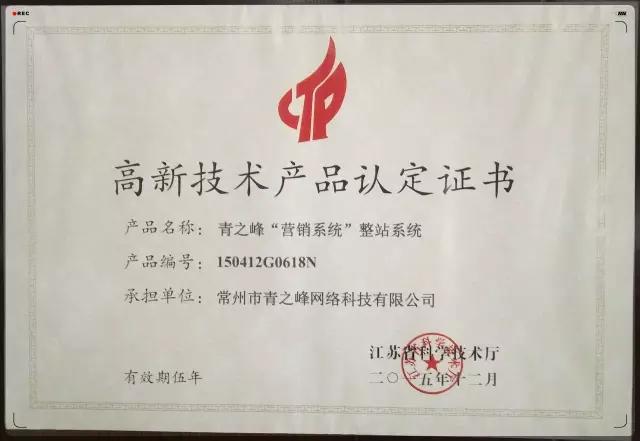 REC
高新技术产品认定证书
产品名称：青之峰“营销系统”整站系统
产品编号：150412G0618N
承担单位：常州市青之峰网络科技有限公司
江苏省科学技术厅
有效期伍年
二〇一五年十二月